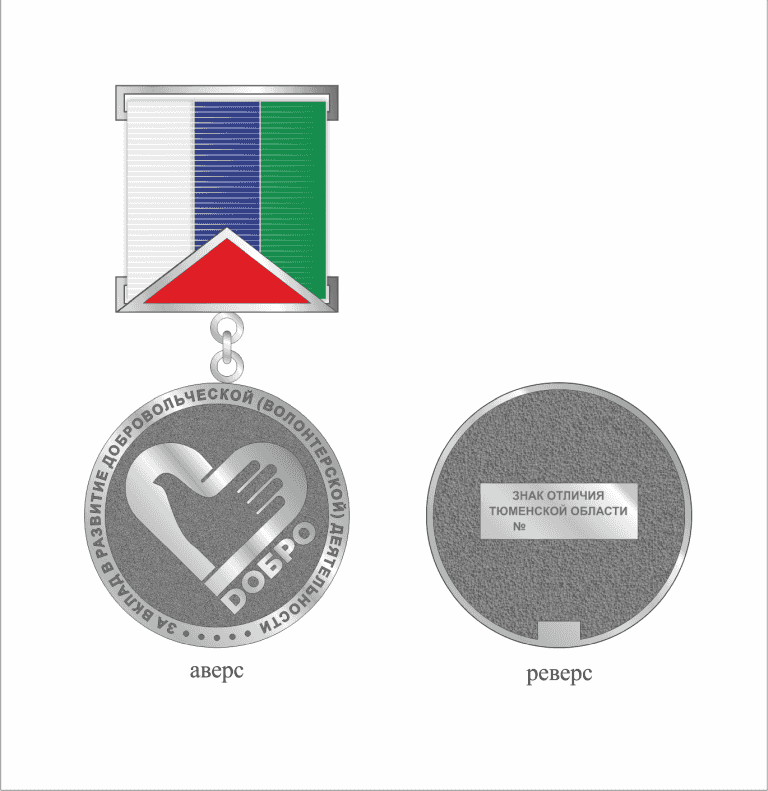 ЗА ВКЛАД В РАЗВИТИЕ ДОБРОВОЛЬЧЕСКОЙ (ВОЛОНТЕРСКОЙ) ДЕЯТЕЛЬНОСТИ
DОБРО
ЗНАК ОТЛИЧИЯ
ТЮМЕНСКОЙ ОБЛАСТИ
№
аверс
реверс